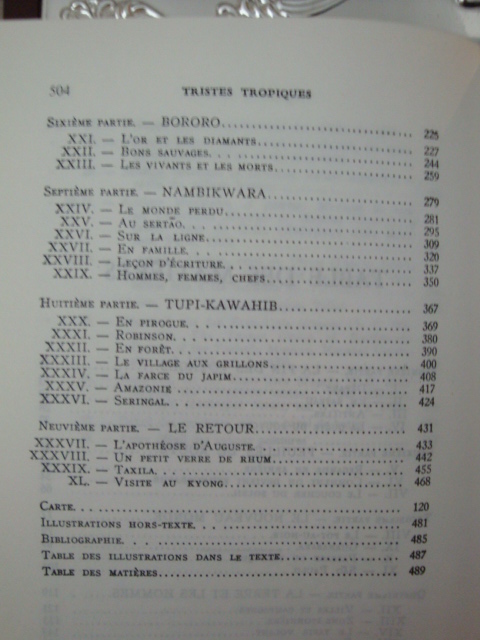 504 TRISTES TROPIQUES
Sixième partie. — BORORO 225
XXI. — L'or et les diamants 227
XXII. — Bons sauvages 244
XXIII. — Les vivants et les morts 259
Septième partie. — NAMBIKWARA 279
XXIV. — Le monde perdu 281
XXV. — Au sertão 295
XXVI. — Sur la ligne 309
XXVII. — En famille 320
XXVIII. — Leçon d'écriture 337
XXIX. — Hommes, femmes, chefs 350
Huitième partie. — TUPI-KAWAHIB 367
XXX. — En pirogue 369
XXXI. — Robinson 380
XXXII. — En forêt 390
XXXIII. — Le village aux grillons 400
XXXIV. — La farce du japim 408
XXXV. — Amazonie 417
XXXVI. — Seringal 424
Neuvième partie. — LE RETOUR 431
XXXVII. — L'apothéose d'Auguste 433
XXXVIII. — Un petit verre de rhum 442
XXXIX. — Taxila 455
XL. — Visite au kyong 468
Carte 120
Illustrations hors-texte 481
Bibliographie 485
Table des illustrations dans le texte 487
Table des matières 489